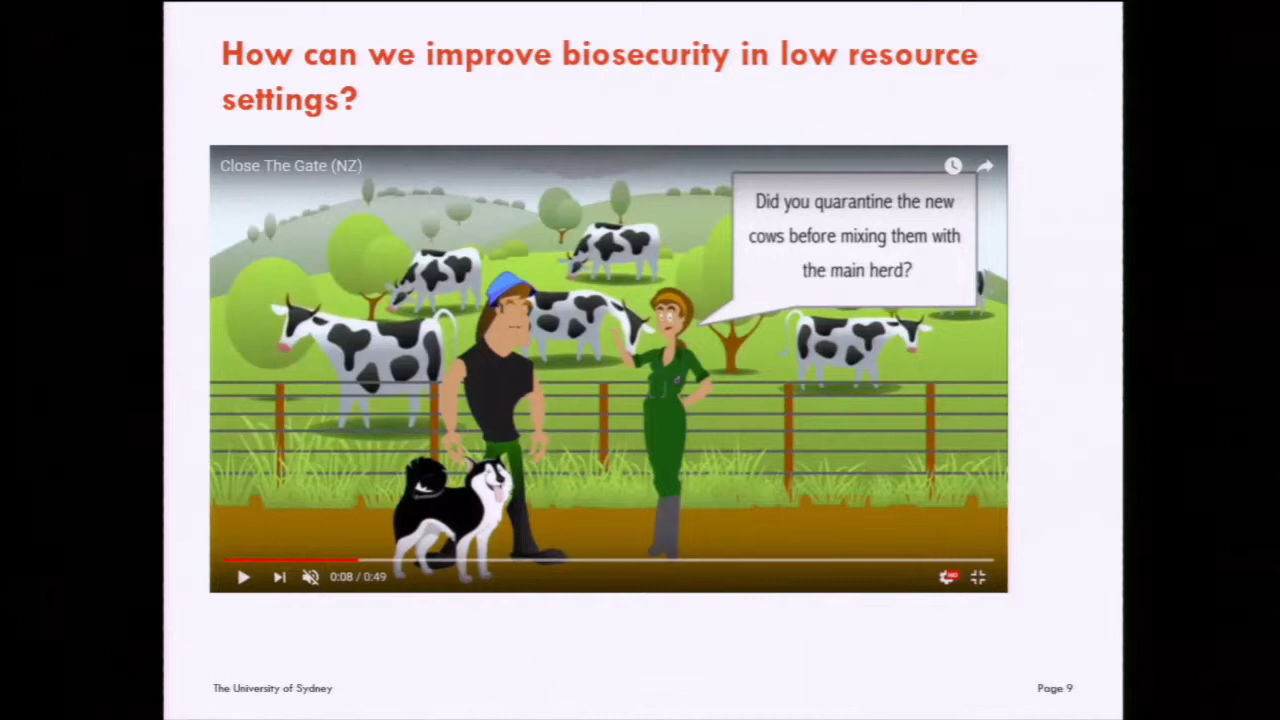 How can we improve biosecurity in low resource
settings?
Close The Gate (NZ)
Did you quarantine the new
cows before mixing them with
the main herd?
0:08 / 0:49
HD
The University of Sydney
Page 9